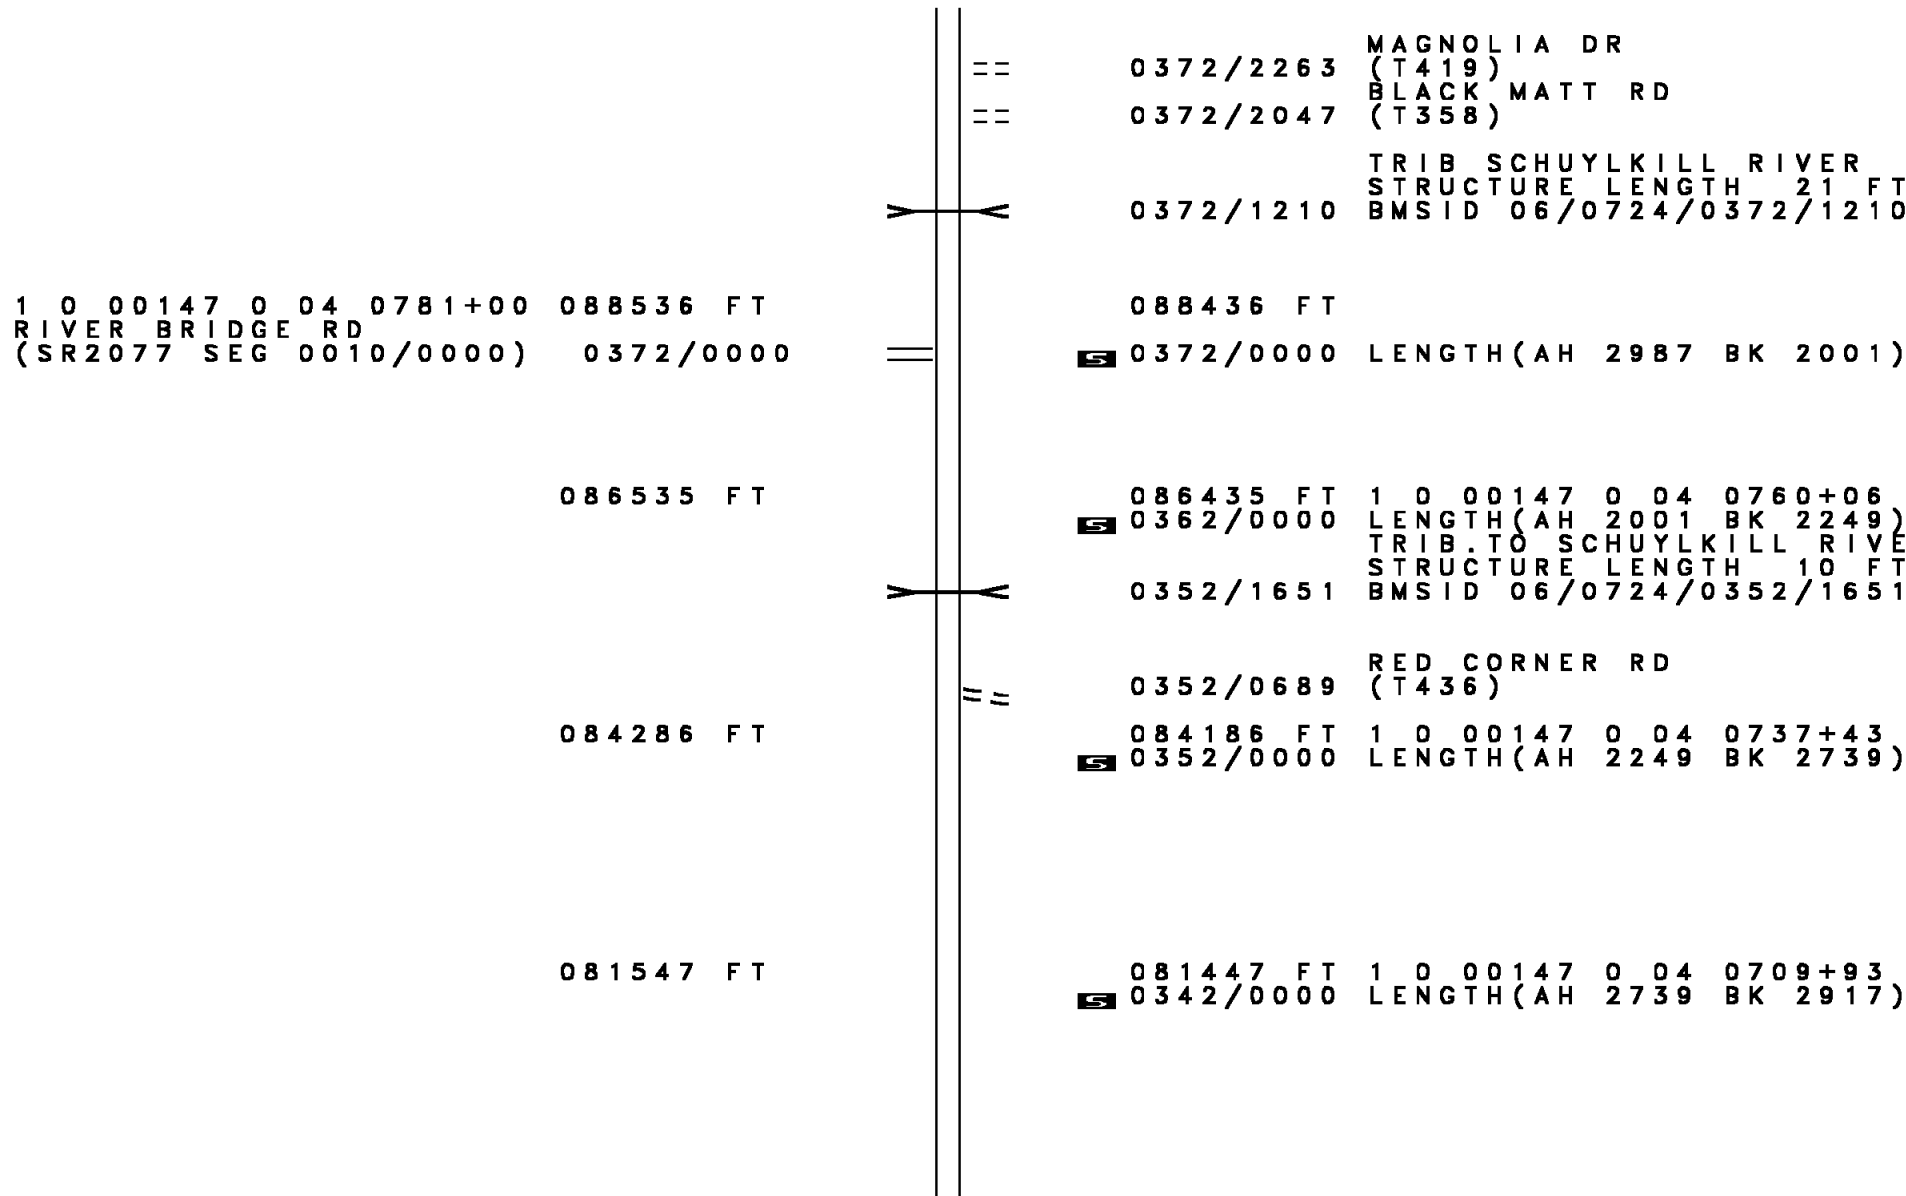 MAGNOLIA DR
0372/2263 (T419)
BLACK MATT RD
0372/2047 (T358)
TRIB SCHUYLKILL RIVER
STRUCTURE LENGTH 21 FT
0372/1210 BMSID 06/0724/0372/1210
1 0 00147 0 04 0781+00 088536 FT 088436 FT
RIVER BRIDGE RD
(SR2077 SEG 0010/0000) 0372/0000 S 0372/0000 LENGTH(AH 2987 BK 2001)
086535 FT 086435 FT 1 0 00147 0 04 0760+06
S 0362/0000 LENGTH(AH 2001 BK 2249)
TRIB.TO SCHUYLKILL RIVE
STRUCTURE LENGTH 10 FT
0352/1651 BMSID 06/0724/0352/1651
RED CORNER RD
0352/0689 (T436)
084286 FT 084186 FT 1 0 00147 0 04 0737+43
S 0352/0000 LENGTH(AH 2249 BK 2739)
081547 FT 081447 FT 1 0 00147 0 04 0709+93
S 0342/0000 LENGTH(AH 2739 BK 2917)